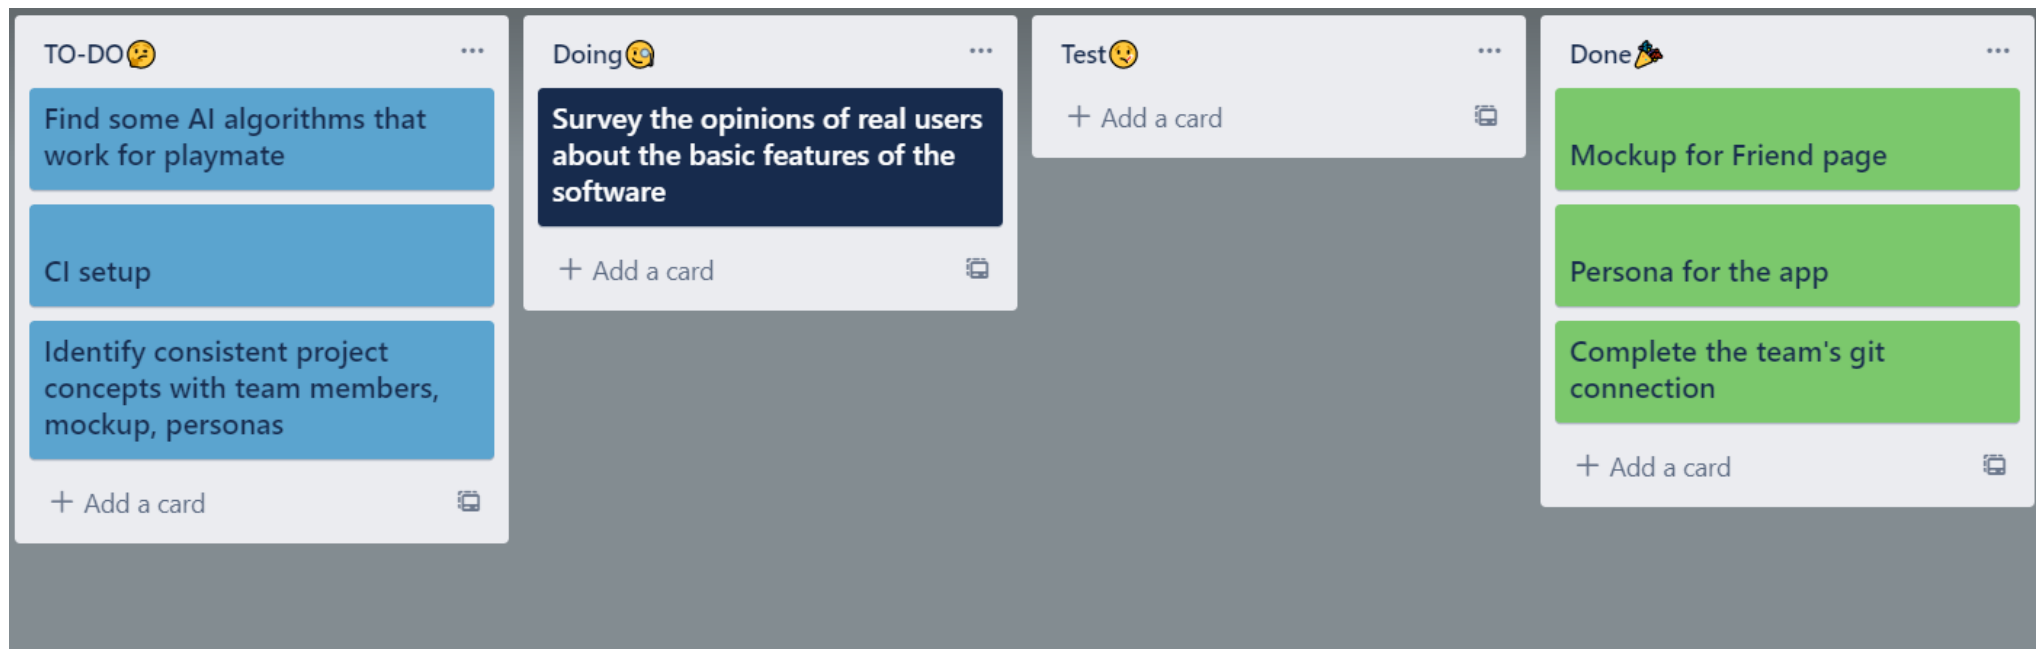 TO-DO🤔
Find some AI algorithms that
work for playmate
CI setup
Identify consistent project
concepts with team members,
mockup, personas
+ Add a card
Doing🧐
Survey the opinions of real users
about the basic features of the
software
+ Add a card
Test🤒
+ Add a card
Done🎉
Mockup for Friend page
Persona for the app
Complete the team's git
connection
+ Add a card